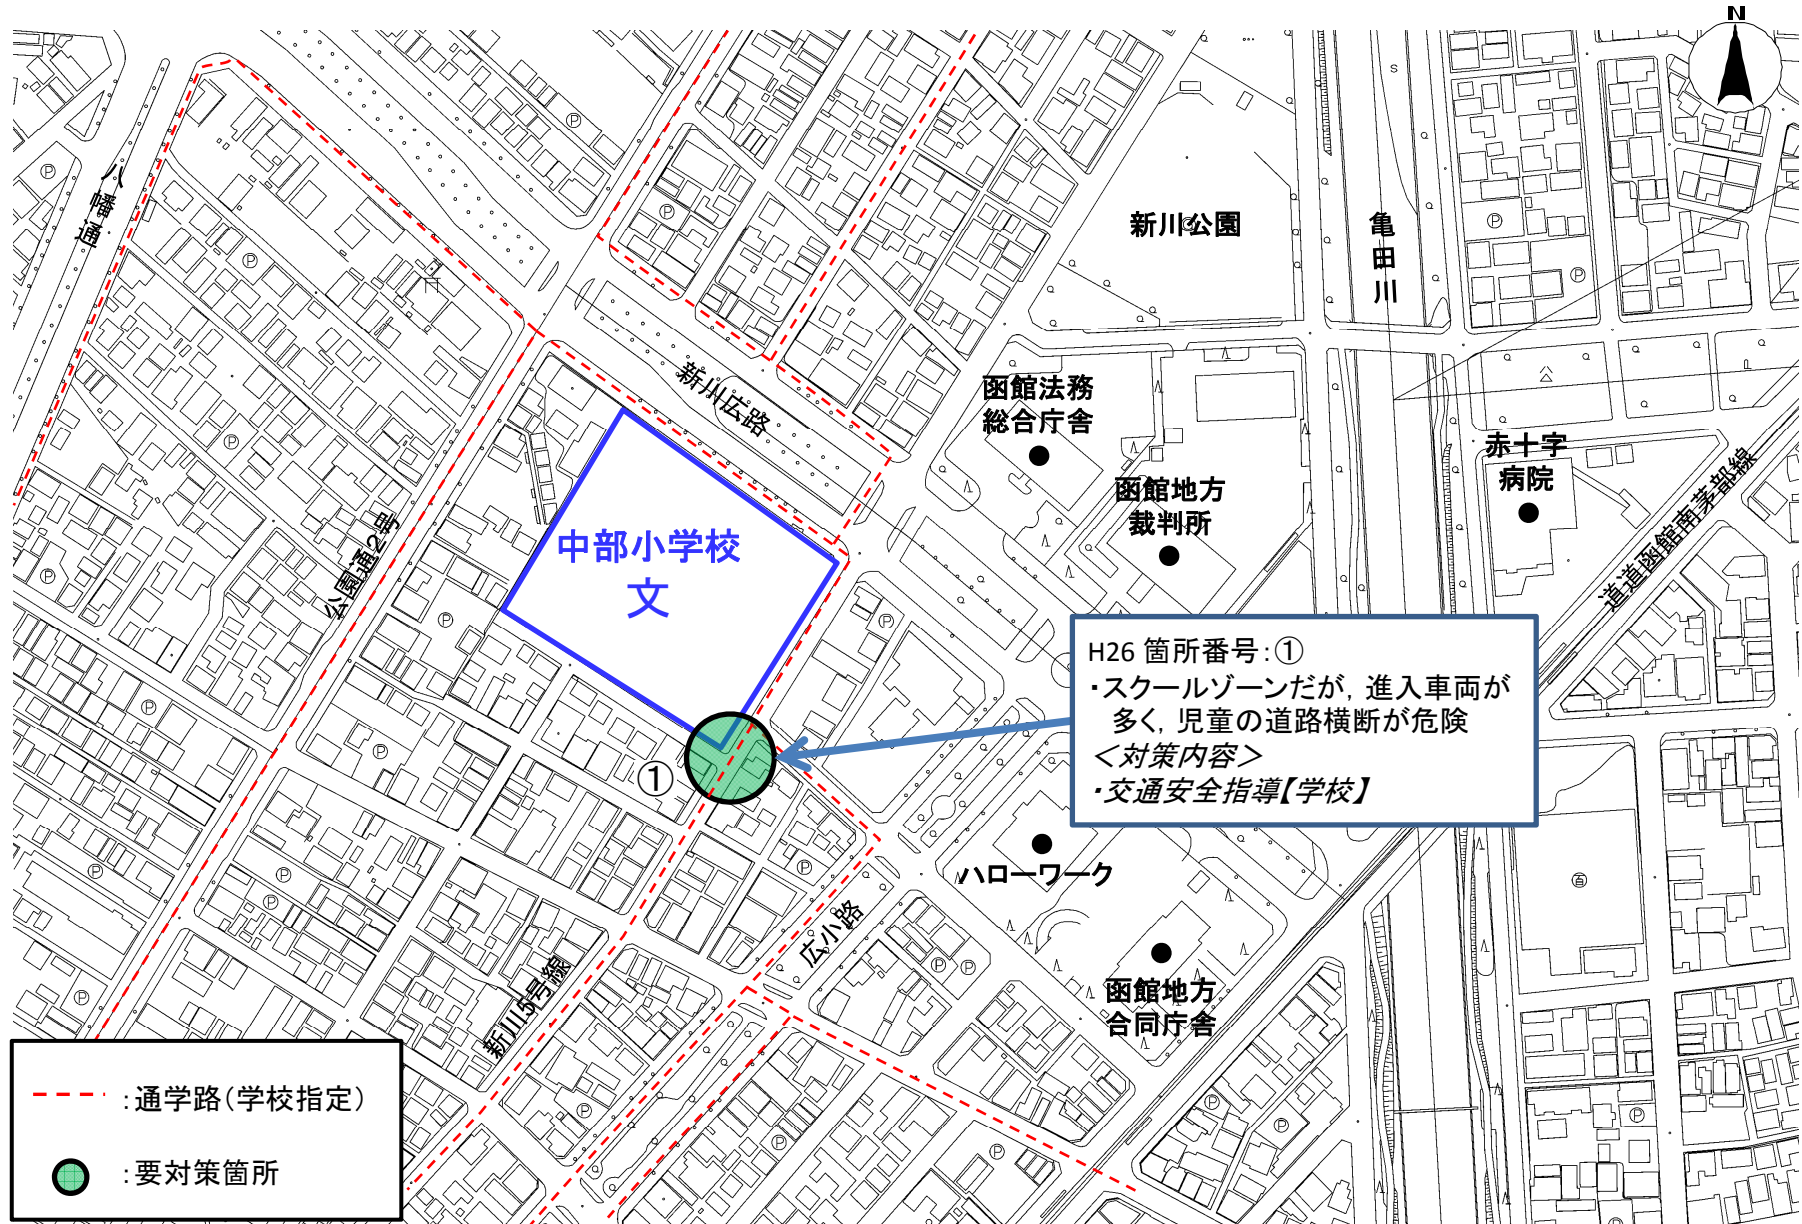 N
八幡通
新川公園
亀田川
新川広路
函館法務
総合庁舎
赤十字
病院
函館地方
裁判所
道道函館南茅部線
公園通2号
中部小学校
文
H26 箇所番号:①
・スクールゾーンだが, 進入車両が
多く, 児童の道路横断が危険
＜対策内容＞
・交通安全指導【学校】
①
ハローワーク
広小路
新川5号線
函館地方
合同庁舎
:通学路(学校指定)
:要対策箇所